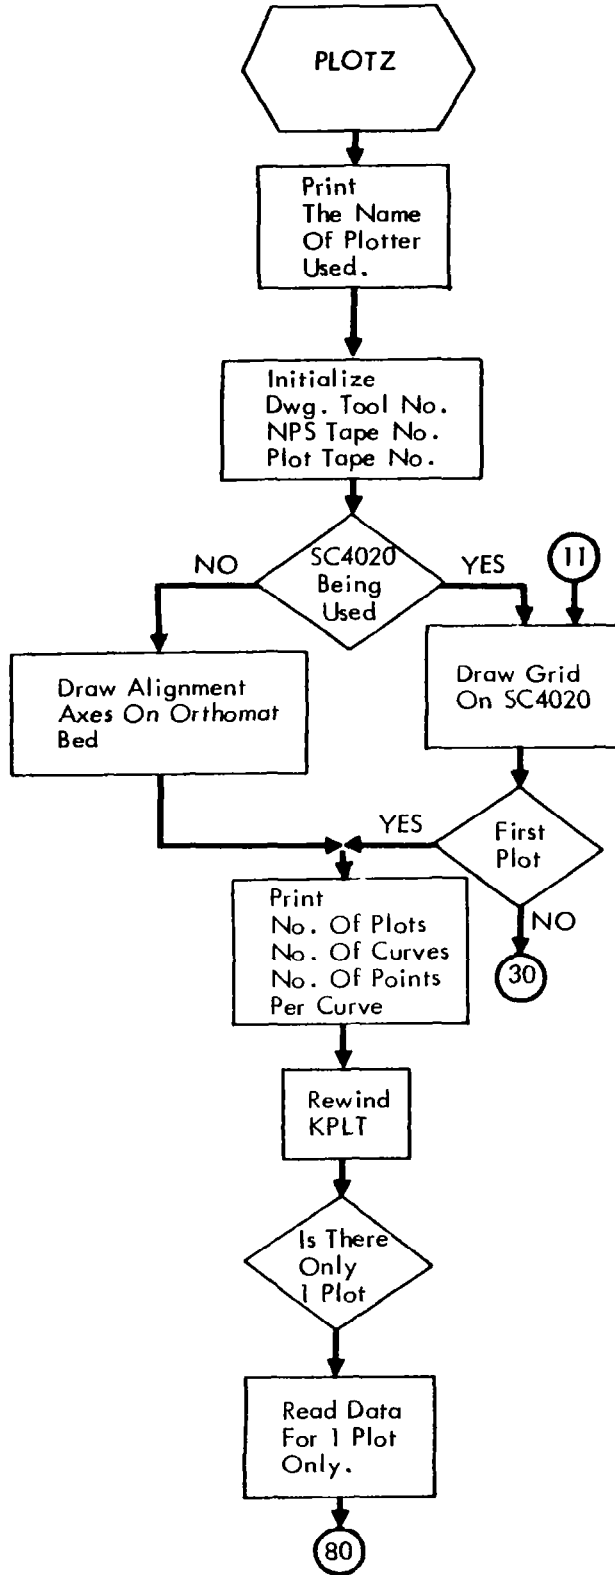 PLOTZ
Print
The Name
Of Plotter
Used.
Initialize
Dwg. Tool No.
NPS Tape No.
Plot Tape No.
SC4020
Being
Used
NO
YES
11
Draw Alignment
Axes On Orthomat
Bed
Draw Grid
On SC4020
First
Plot
YES
NO
30
Print
No. Of Plots
No. Of Curves
No. Of Points
Per Curve
Rewind
KPLT
Is There
Only
1 Plot
Read Data
For 1 Plot
Only.
80